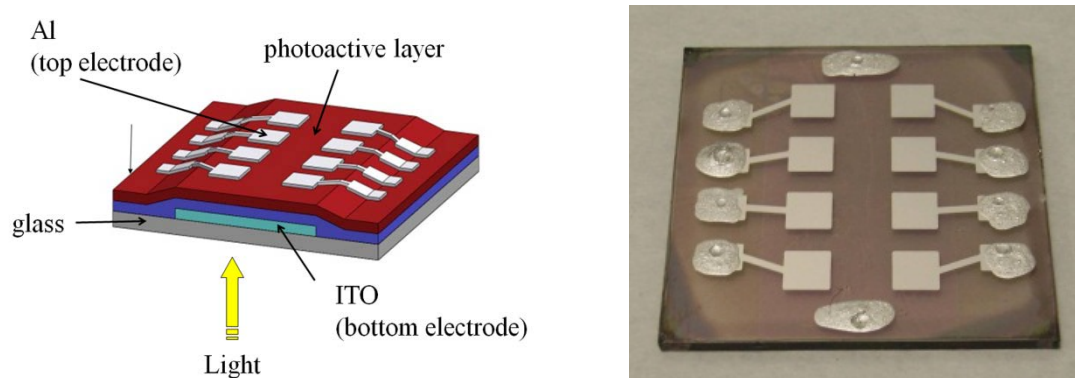 Al
(top electrode)
photoactive layer
glass
ITO
(bottom electrode)
Light